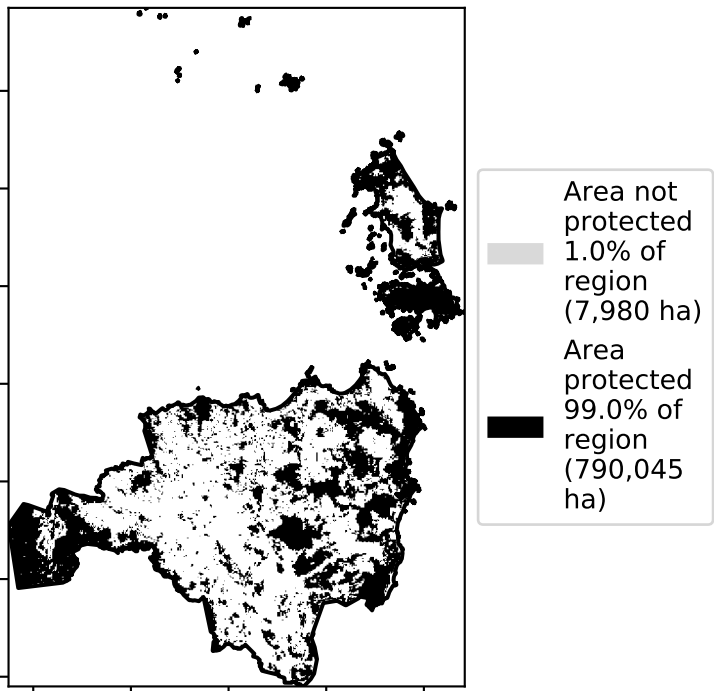 Area not
protected
1.0% of
region
(7,980 ha)
Area
protected
99.0% of
region
(790,045
ha)